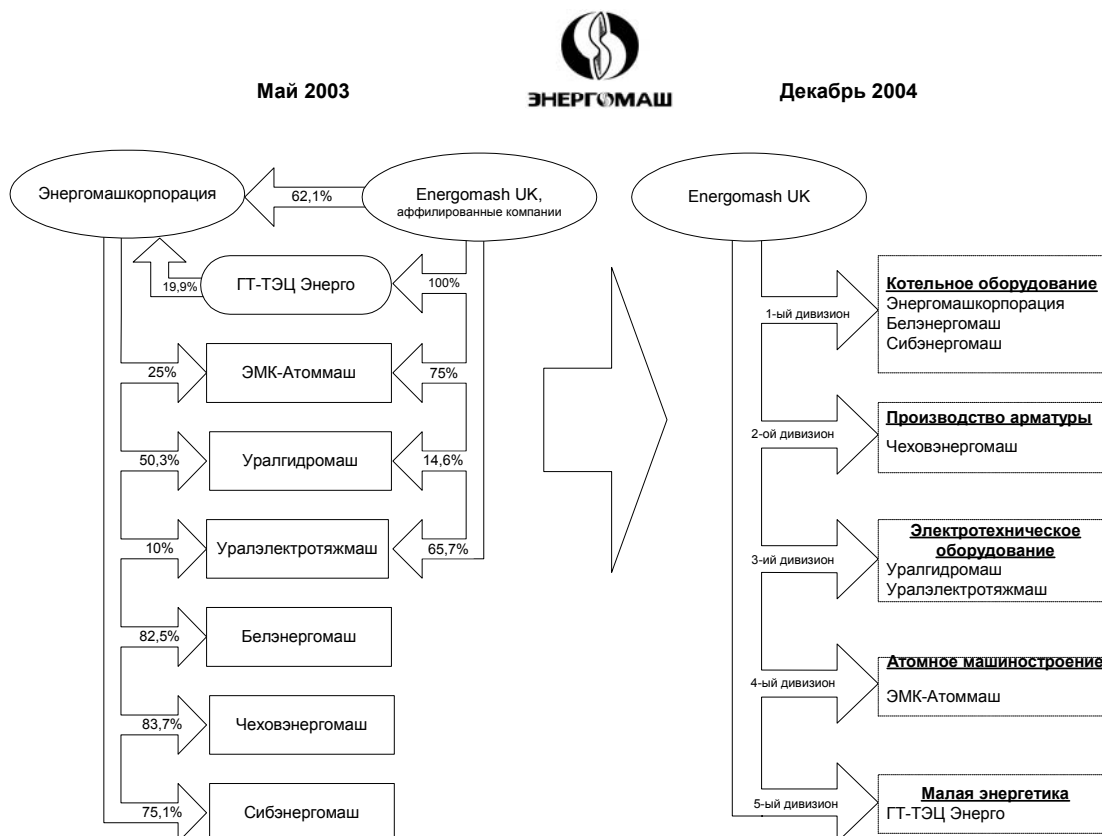 ЭНЕРГОМАШ
Май 2003
Декабрь 2004
Энергомашкорпорация
62,1%
Energomash UK,
аффилированные компании
19,9%
ГТ-ТЭЦ Энерго
100%
25%
ЭМК-Атоммаш
75%
50,3%
Уралгидромаш
14,6%
10%
Уралэлектротяжмаш
65,7%
82,5%
Белэнергомаш
83,7%
Чеховэнергомаш
75,1%
Сибэнергомаш
Energomash UK
1-ый дивизион
Котельное оборудование
Энергомашкорпорация
Белэнергомаш
Сибэнергомаш
2-ой дивизион
Производство арматуры
Чеховэнергомаш
3-ий дивизион
Электротехническое
оборудование
Уралгидромаш
Уралэлектротяжмаш
4-ый дивизион
Атомное машиностроение
ЭМК-Атоммаш
5-ый дивизион
Малая энергетика
ГТ-ТЭЦ Энерго